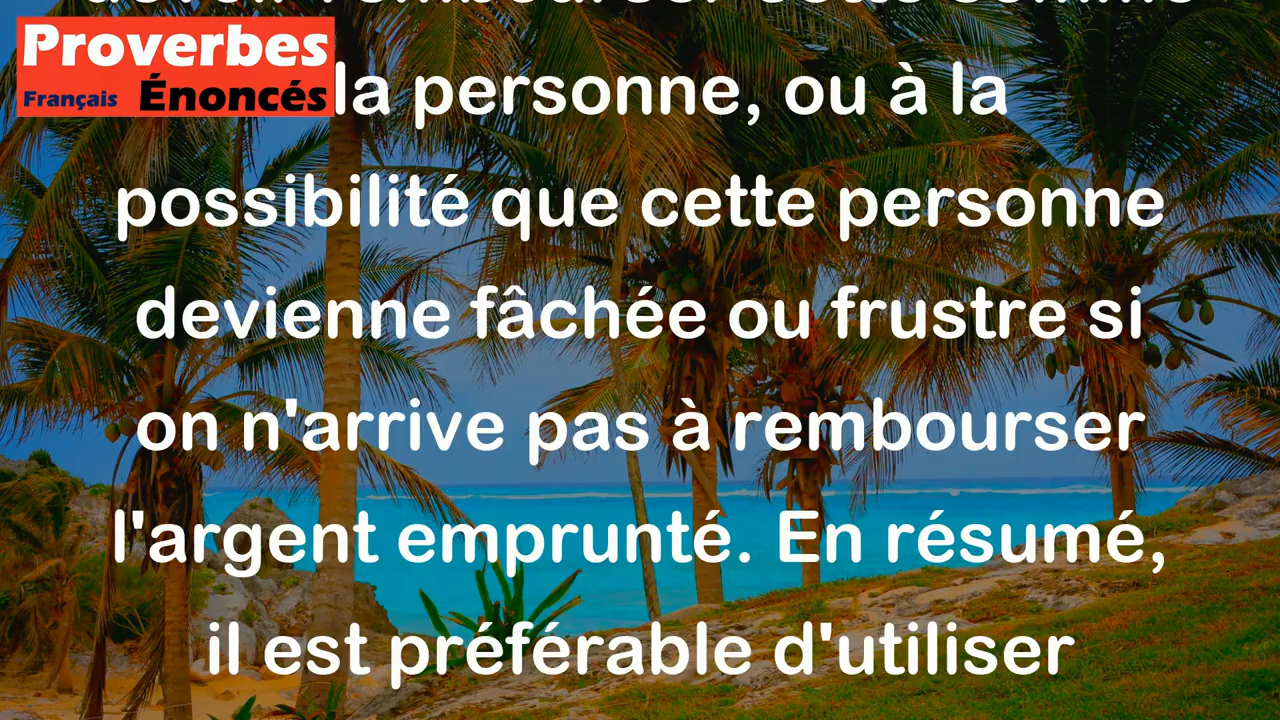 Proverbes
Français Énoncés
la personne, ou à la
possibilité que cette personne
devienne fâchée ou frustre si
on n'arrive pas à rembourser
l'argent emprunté. En résumé,
il est préférable d'utiliser